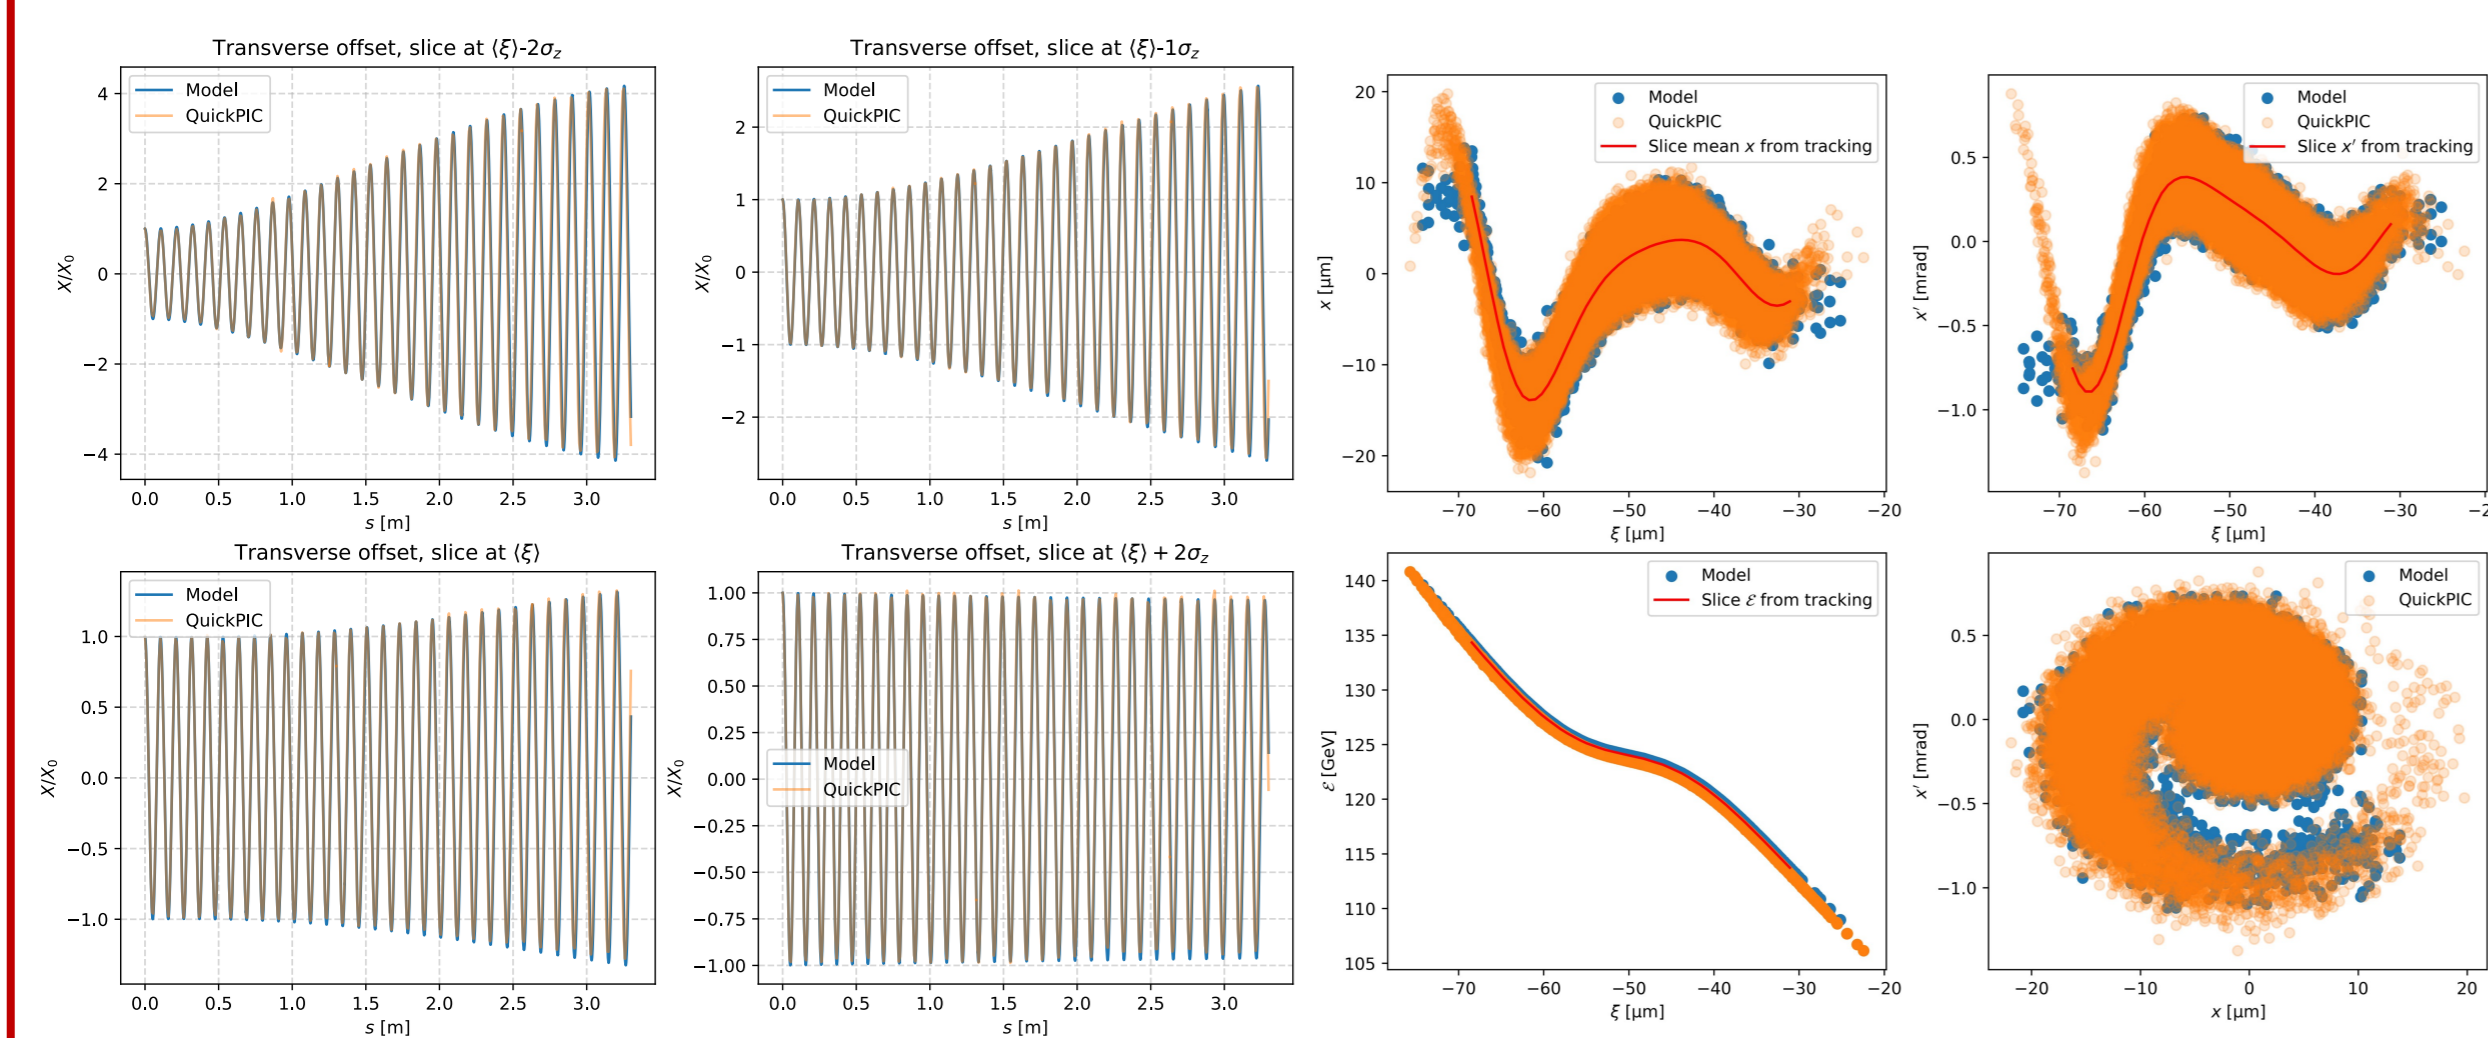 Transverse offset, slice at ⟨ξ⟩-2σz
4
2
0
−2
−4
X/X0
Model
QuickPIC
0.0 0.5 1.0 1.5 2.0 2.5 3.0
s [m]
Transverse offset, slice at ⟨ξ⟩-1σz
2
1
0
−1
−2
X/X0
Model
QuickPIC
0.0 0.5 1.0 1.5 2.0 2.5 3.0
s [m]
20
10
0
−10
−20
x [μm]
Model
QuickPIC
Slice mean x from tracking
−70 −60 −50 −40 −30 −20
ξ [μm]
0.5
0.0
−0.5
−1.0
x′ [mrad]
Model
QuickPIC
Slice x′ from tracking
−70 −60 −50 −40 −30 −2
ξ [μm]
Transverse offset, slice at ⟨ξ⟩
1.0
0.5
0.0
−0.5
−1.0
X/X0
Model
QuickPIC
0.0 0.5 1.0 1.5 2.0 2.5 3.0
s [m]
Transverse offset, slice at ⟨ξ⟩ + 2σz
1.00
0.75
0.50
0.25
0.00
−0.25
−0.50
−0.75
−1.00
X/X0
Model
QuickPIC
0.0 0.5 1.0 1.5 2.0 2.5 3.0
s [m]
140
135
130
125
120
115
110
105
ℰ [GeV]
Model
Slice ℰ from tracking
−70 −60 −50 −40 −30 −20
ξ [μm]
0.5
0.0
−0.5
−1.0
x′ [mrad]
Model
QuickPIC
−20 −10 0 10 20
x [μm]